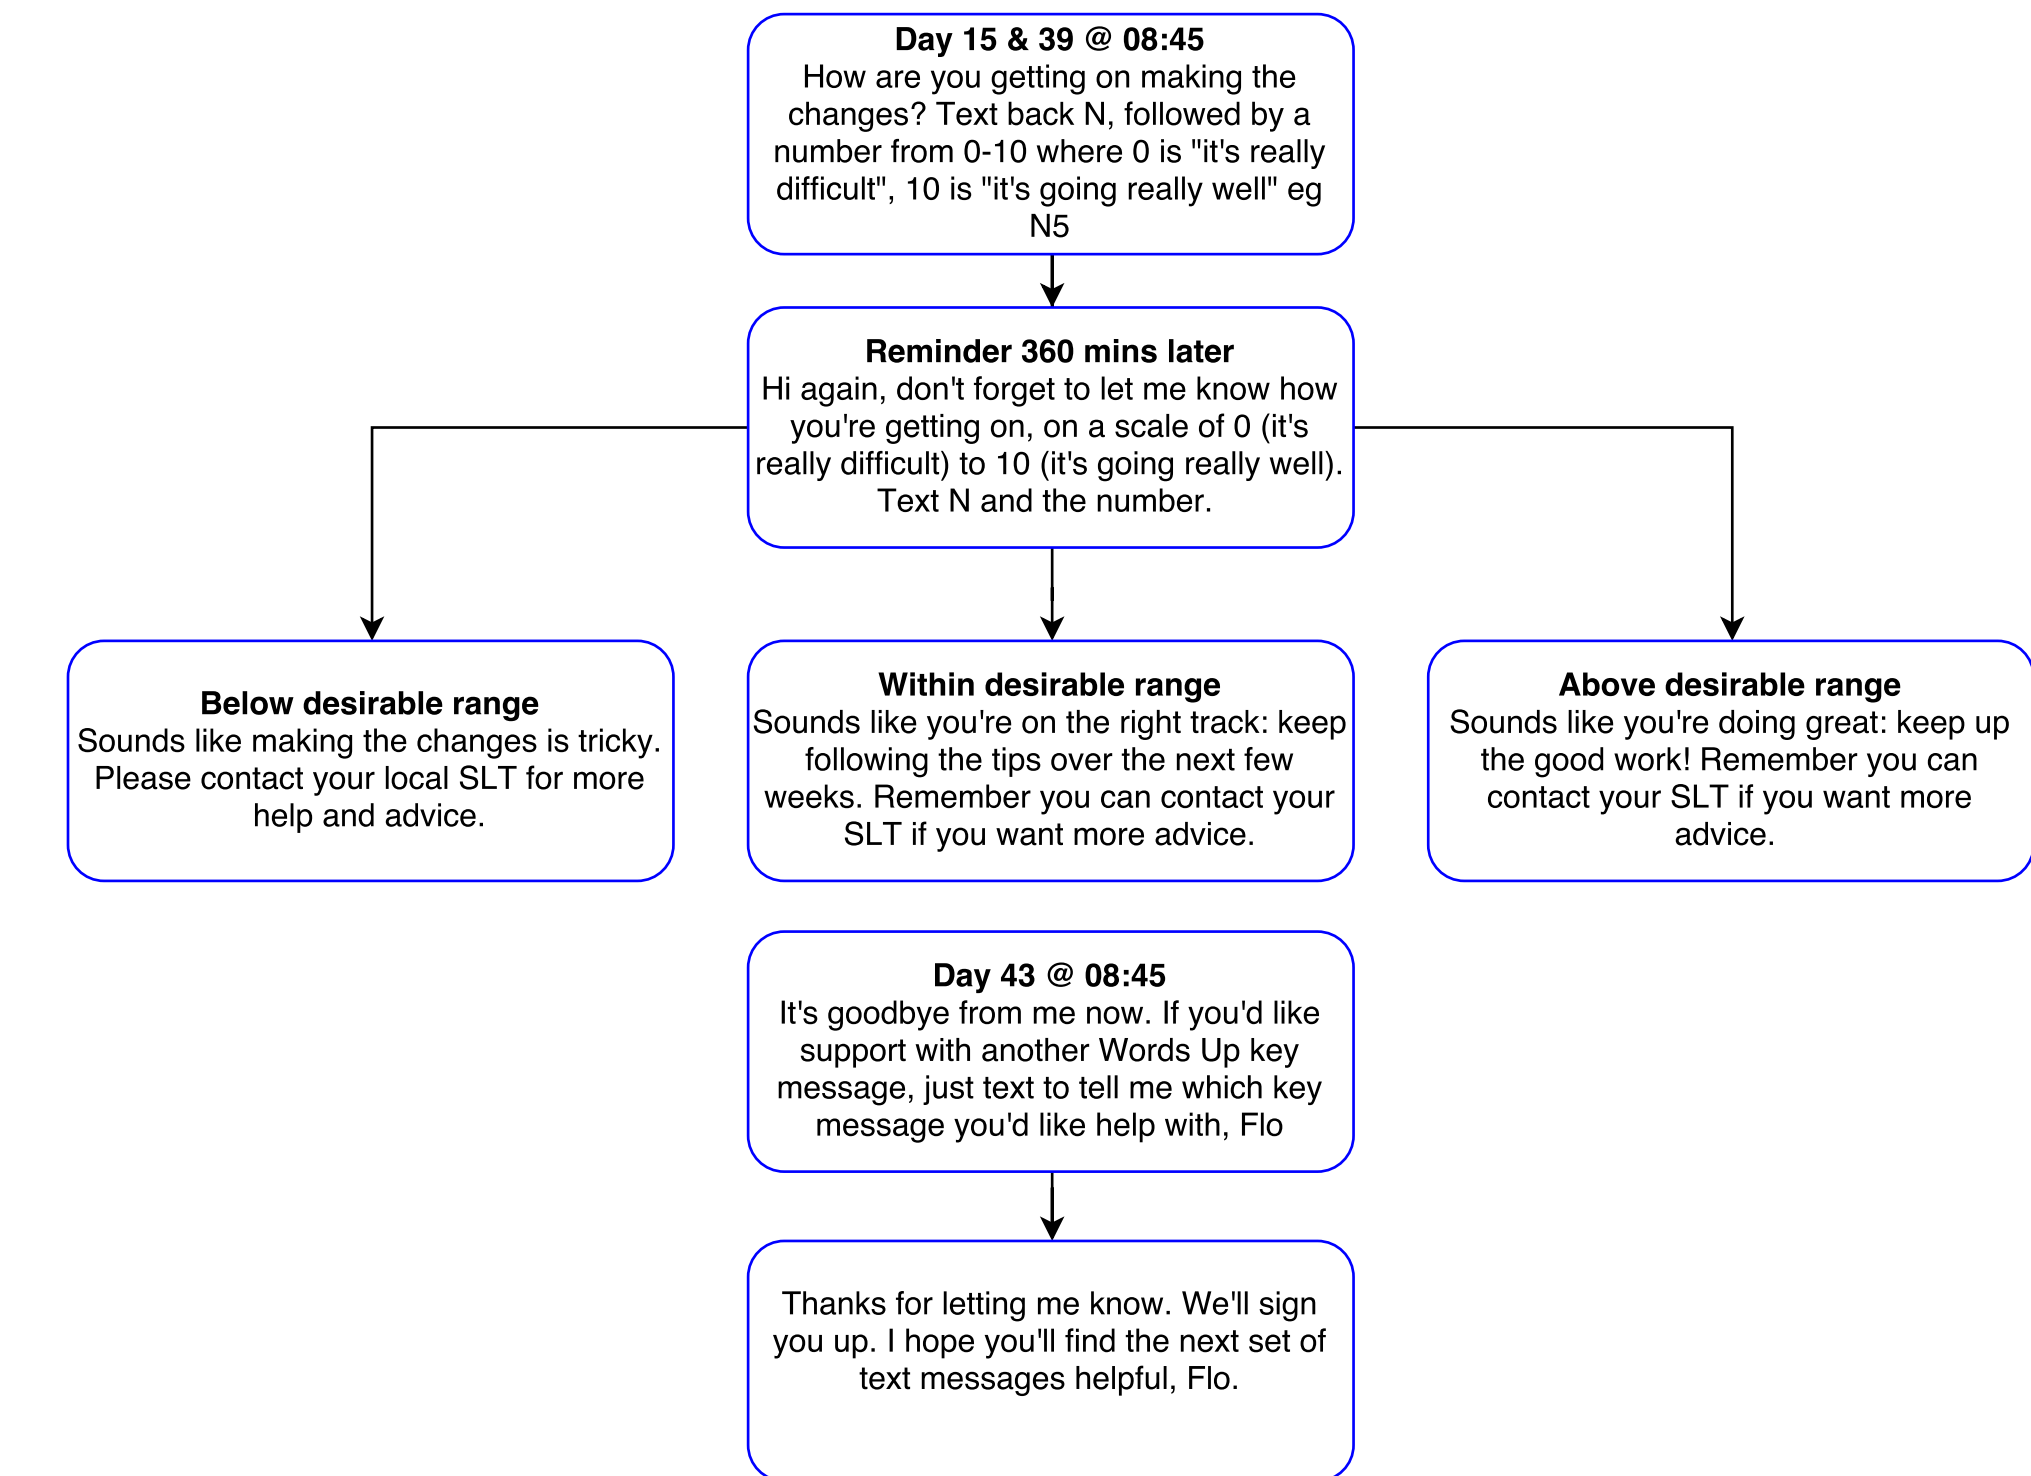 Day 15 & 39 @ 08:45
How are you getting on making the
changes? Text back N, followed by a
number from 0-10 where 0 is "it's really
difficult", 10 is "it's going really well" eg
N5
Reminder 360 mins later
Hi again, don't forget to let me know how
you're getting on, on a scale of 0 (it's
really difficult) to 10 (it's going really well).
Text N and the number.
Below desirable range
Sounds like making the changes is tricky.
Please contact your local SLT for more
help and advice.
Within desirable range
Sounds like you're on the right track: keep
following the tips over the next few
weeks. Remember you can contact your
SLT if you want more advice.
Above desirable range
Sounds like you're doing great: keep up
the good work! Remember you can
contact your SLT if you want more
advice.
Day 43 @ 08:45
It's goodbye from me now. If you'd like
support with another Words Up key
message, just text to tell me which key
message you'd like help with, Flo
Thanks for letting me know. We'll sign
you up. I hope you'll find the next set of
text messages helpful, Flo.